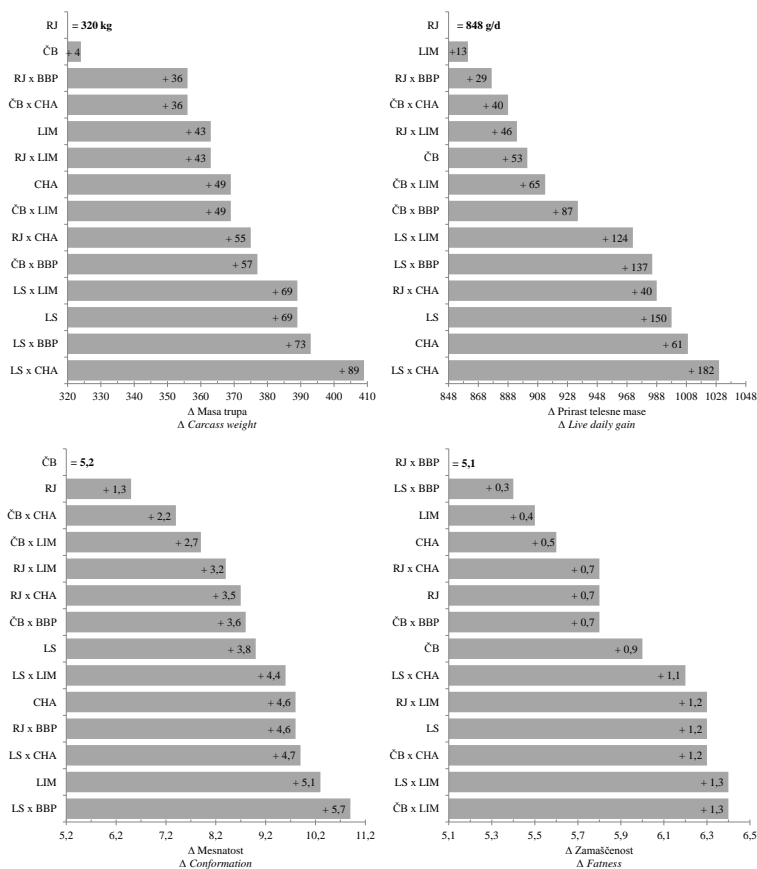 RJ = 320 kg
ČB + 4
RJ x BBP + 36
ČB x CHA + 36
LIM + 43
RJ x LIM + 43
CHA + 49
ČB x LIM + 49
RJ x CHA + 55
ČB x BBP + 57
LS x LIM + 69
LS + 69
LS x BBP + 73
LS x CHA + 89
320 330 340 350 360 370 380 390 400 410
Δ Masa trupa
Δ Carcass weight
RJ = 848 g/d
LIM +13
RJ x BBP + 29
ČB x CHA + 40
RJ x LIM + 46
ČB + 53
ČB x LIM + 65
ČB x BBP + 87
LS x LIM + 124
LS x BBP + 137
RJ x CHA + 40
LS + 150
CHA + 61
LS x CHA + 182
848 868 888 908 928 948 968 988 1008 1028 1048
Δ Prirast telesne mase
Δ Live daily gain
ČB = 5,2
RJ + 1,3
ČB x CHA + 2,2
ČB x LIM + 2,7
RJ x LIM + 3,2
RJ x CHA + 3,5
ČB x BBP + 3,6
LS + 3,8
LS x LIM + 4,4
CHA + 4,6
RJ x BBP + 4,6
LS x CHA + 4,7
LIM + 5,1
LS x BBP + 5,7
5,2 6,2 7,2 8,2 9,2 10,2 11,2
Δ Mesnatost
Δ Conformation
RJ x BBP = 5,1
LS x BBP + 0,3
LIM + 0,4
CHA + 0,5
RJ x CHA + 0,7
RJ + 0,7
ČB x BBP + 0,7
ČB + 0,9
LS x CHA + 1,1
RJ x LIM + 1,2
LS + 1,2
ČB x CHA + 1,2
LS x LIM + 1,3
ČB x LIM + 1,3
5,1 5,3 5,5 5,7 5,9 6,1 6,3 6,5
Δ Zamaščenost
Δ Fatness